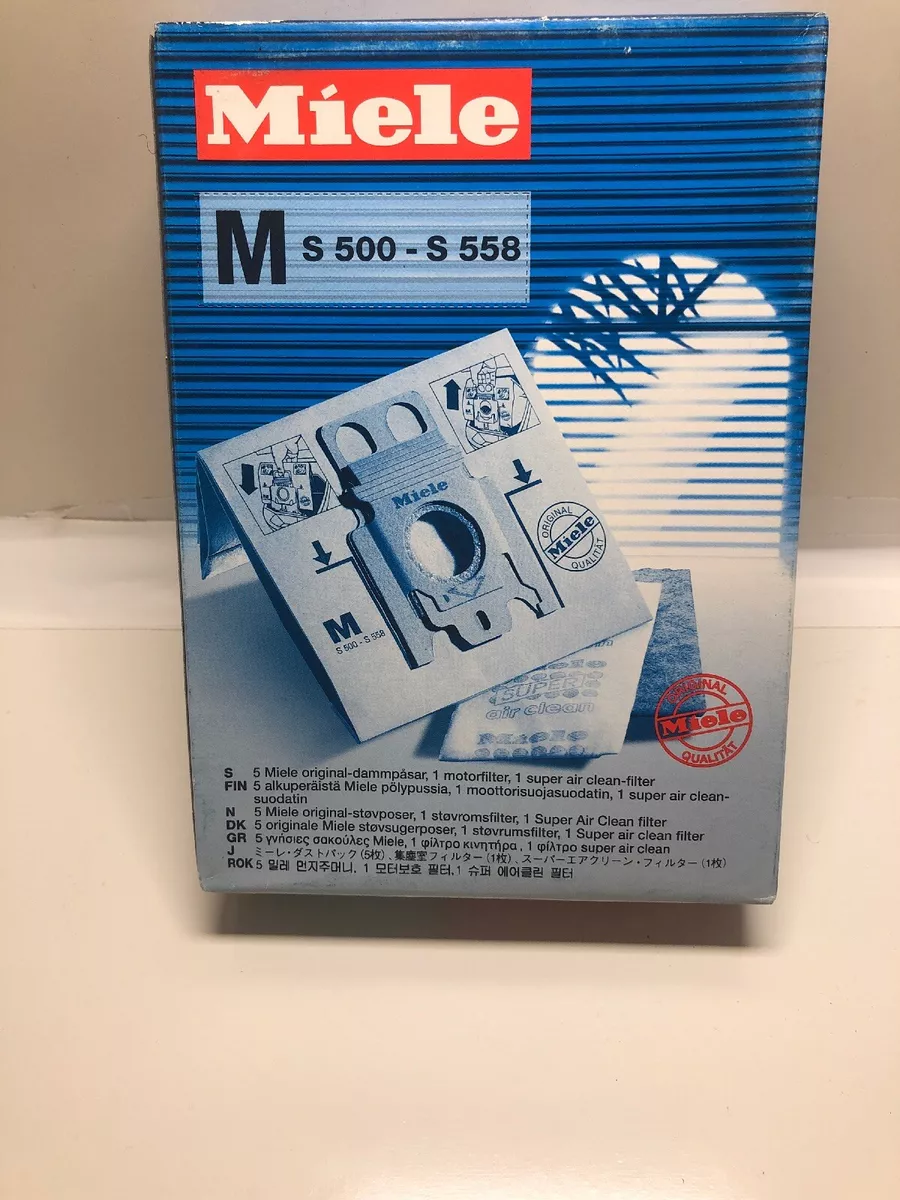 Miele
M S 500 - S 558
Miele
ORIGINAL
Miele
QUALITÄT
M
S 500 - S 558
Miele
SUPER
air clean
Miele
ORIGINAL
Miele
QUALITÄT
S 5 Miele original-dammpåsar, 1 motorfilter, 1 super air clean-filter
FIN 5 alkuperäistä Miele pölypussia, 1 moottorisuojasuodatin, 1 super air clean-
suodatin
N 5 Miele original-støvposer, 1 støvromsfilter, 1 Super Air Clean filter
DK 5 originale Miele støvsugerposer, 1 støvrumsfilter, 1 Super air clean filter
GR 5 γνήσιες σακούλες Miele, 1 φίλτρο κινητήρα, 1 φίλτρο super air clean
J ミーレ・ダストパック(5枚)、集塵室フィルター(1枚)、スーパーエアクリーン・フィルター(1枚)
ROK 5 밀레 먼지주머니, 1 모터보호 필터, 1 슈퍼 에어클린 필터